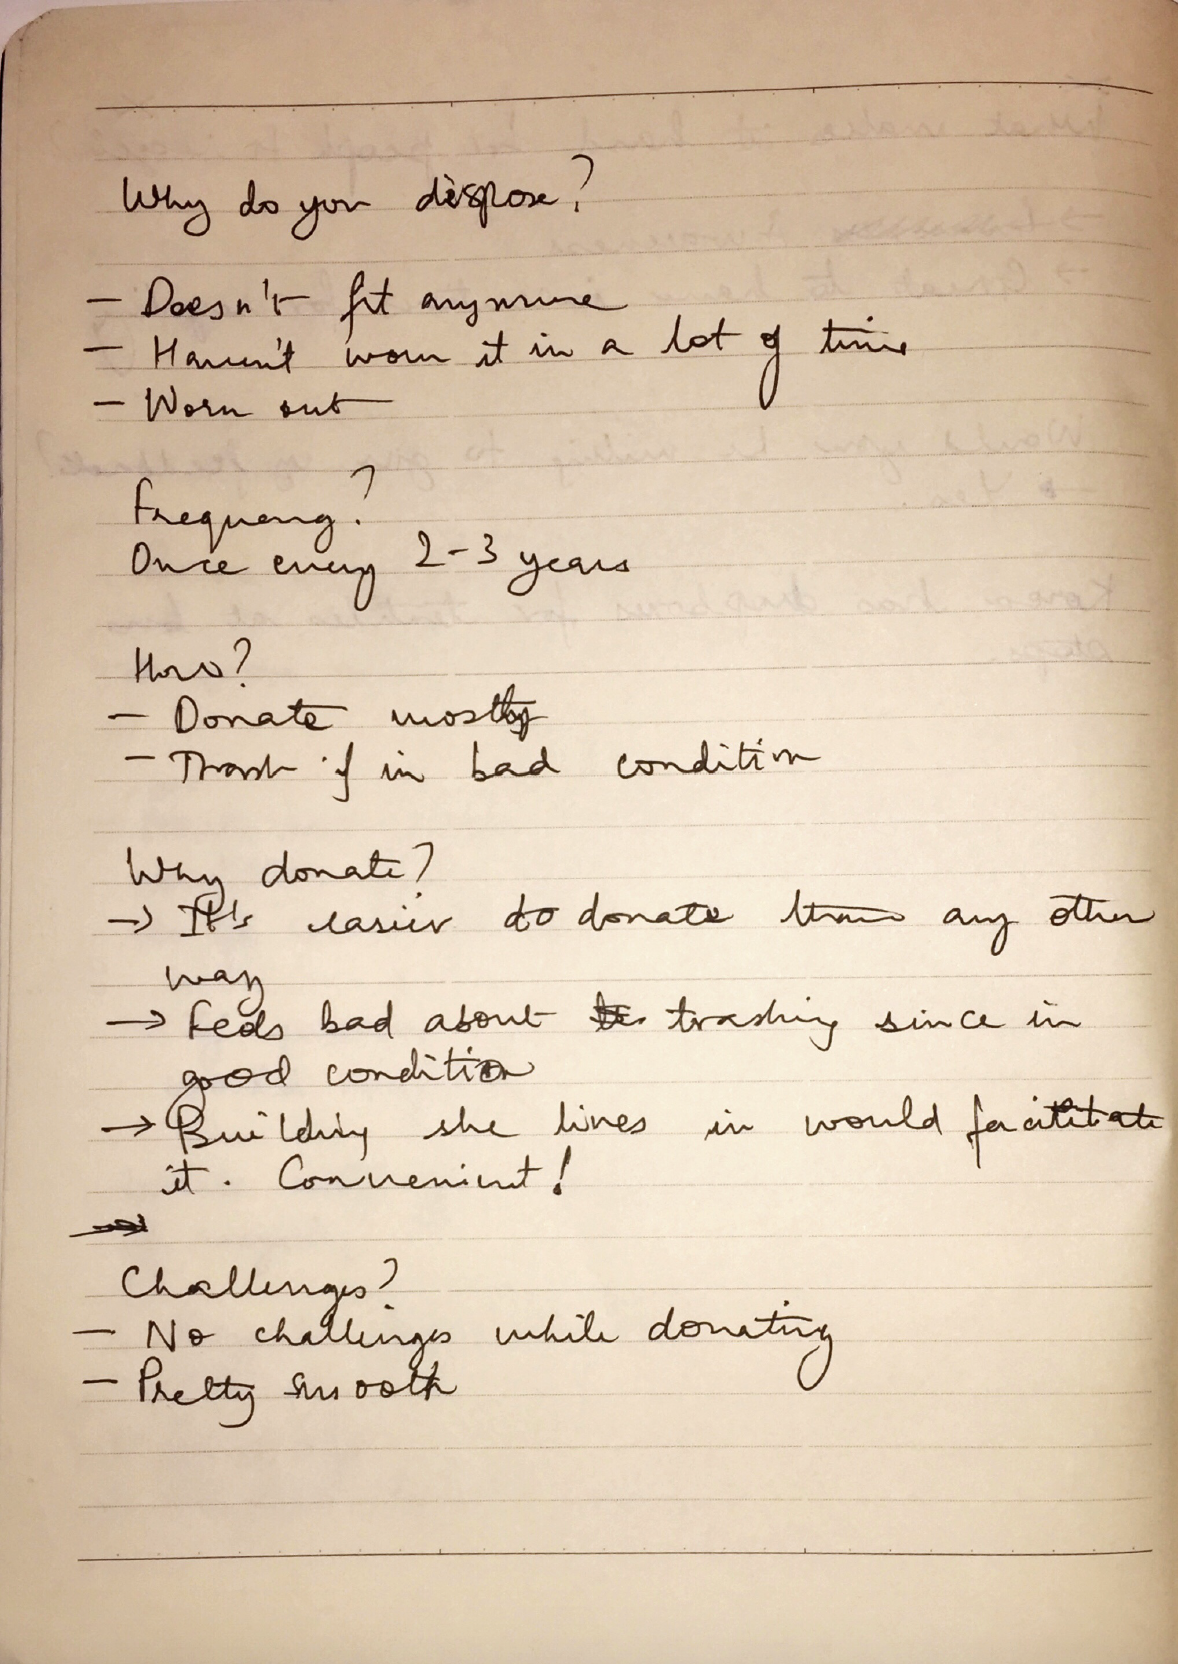 Why do you dispose?
- Doesn't fit anymore
- Haven't worn it in a lot of time
- Worn out
Frequency?
Once every 2-3 years
How?
- Donate mostly
- Trash if in bad condition
Why donate?
→ It's easier to donate than any other
way
→ Feels bad about trashing since in
good condition
→ Building she lives in would facilitate
it. Convenient!
Challenges?
- No challenges while donating
- Pretty smooth